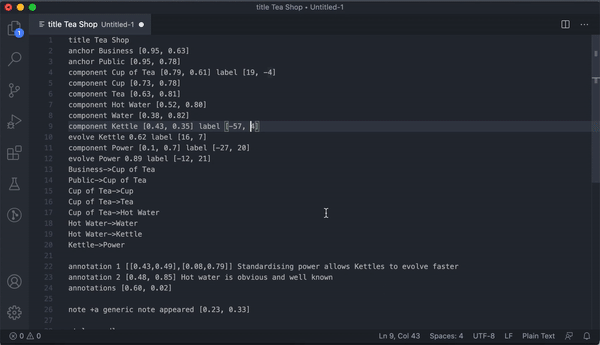 title Tea Shop - Untitled-1
title Tea Shop Untitled-1
1
1 title Tea Shop
2 anchor Business [0.95, 0.63]
3 anchor Public [0.95, 0.78]
4 component Cup of Tea [0.79, 0.61] label [19, -4]
5 component Cup [0.73, 0.78]
6 component Tea [0.63, 0.81]
7 component Hot Water [0.52, 0.80]
8 component Water [0.38, 0.82]
9 component Kettle [0.43, 0.35] label [-57, 4]
10 evolve Kettle 0.62 label [16, 7]
11 component Power [0.1, 0.7] label [-27, 20]
12 evolve Power 0.89 label [-12, 21]
13 Business->Cup of Tea
14 Public->Cup of Tea
15 Cup of Tea->Cup
16 Cup of Tea->Tea
17 Cup of Tea->Hot Water
18 Hot Water->Water
19 Hot Water->Kettle
20 Kettle->Power
21
22 annotation 1 [[0.43,0.49],[0.08,0.79]] Standardising power allows Kettles to evolve faster
23 annotation 2 [0.48, 0.85] Hot water is obvious and well known
24 annotations [0.60, 0.02]
25
26 note +a generic note appeared [0.23, 0.33]
27
0 0 Ln 9, Col 43 Spaces: 4 UTF-8 LF Plain Text